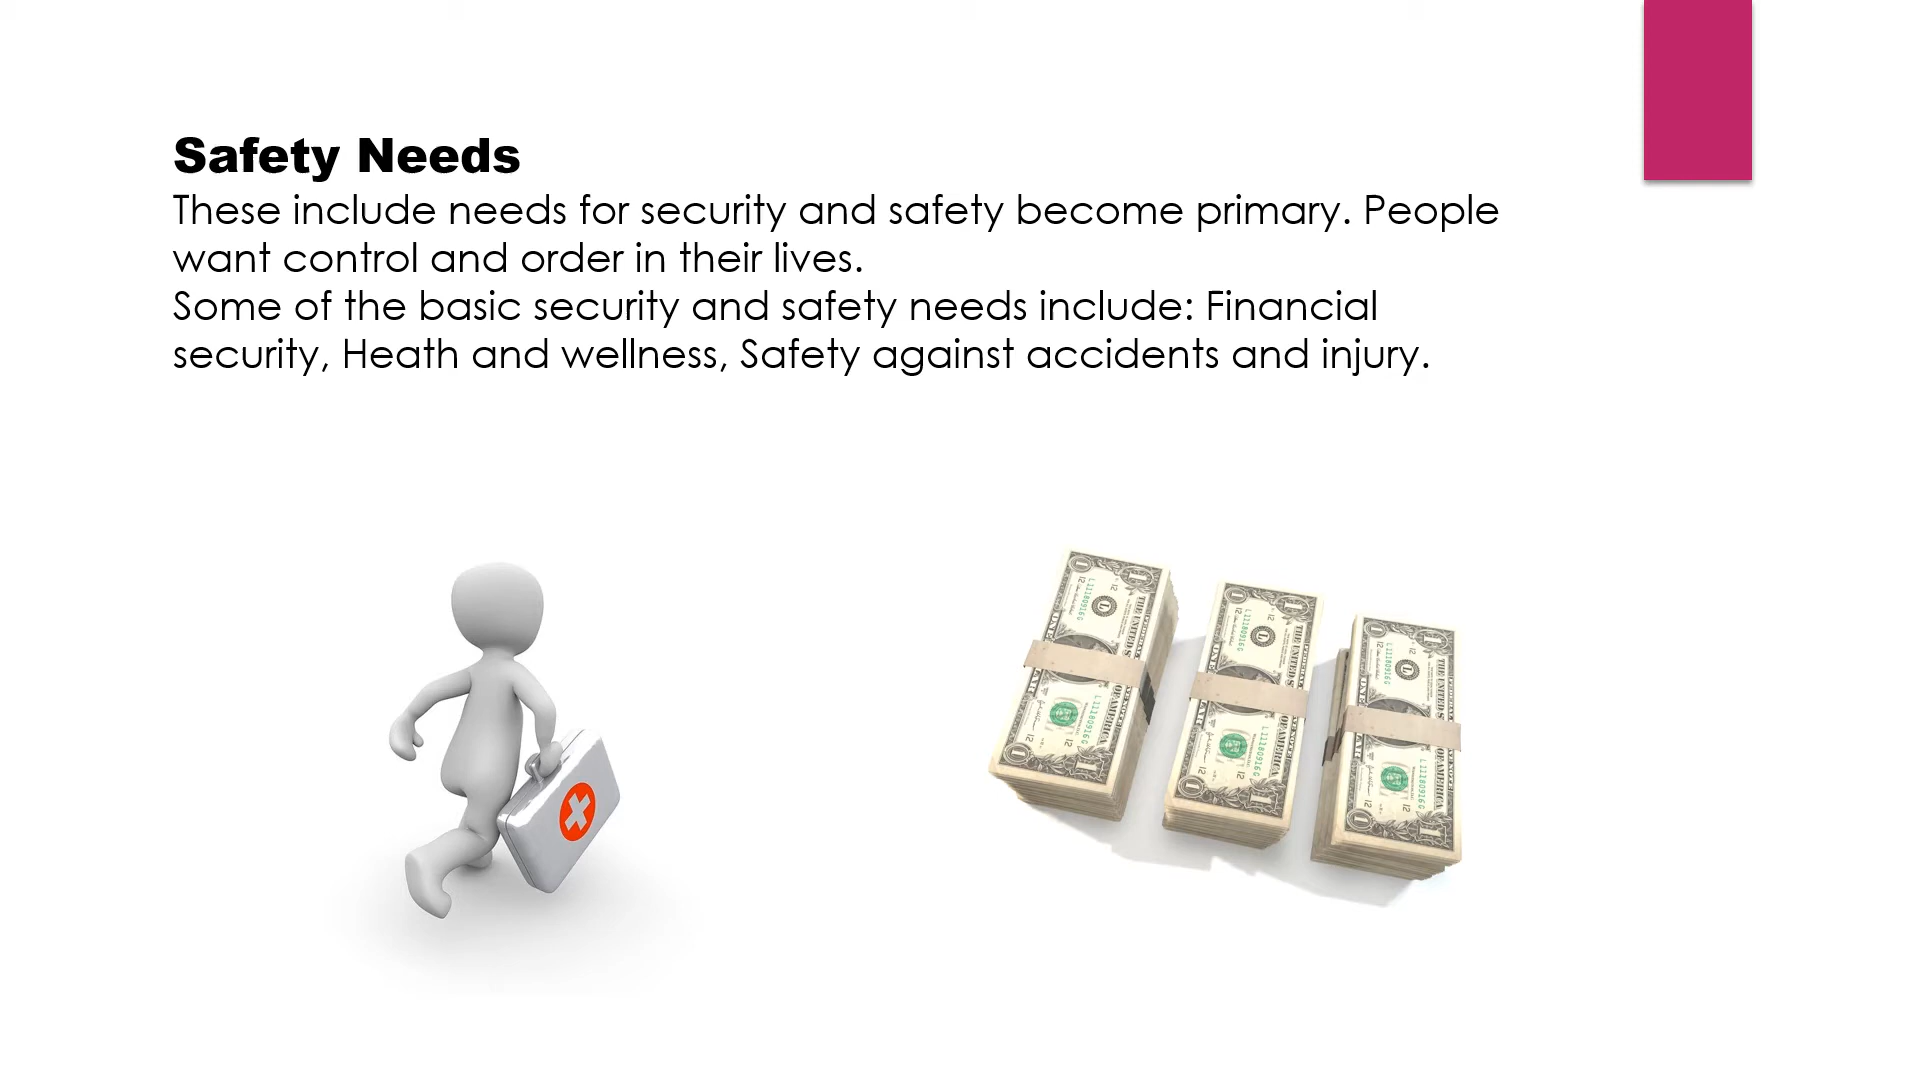 Safety Needs
These include needs for security and safety become primary. People
want control and order in their lives.
Some of the basic security and safety needs include: Financial
security, Heath and wellness, Safety against accidents and injury.